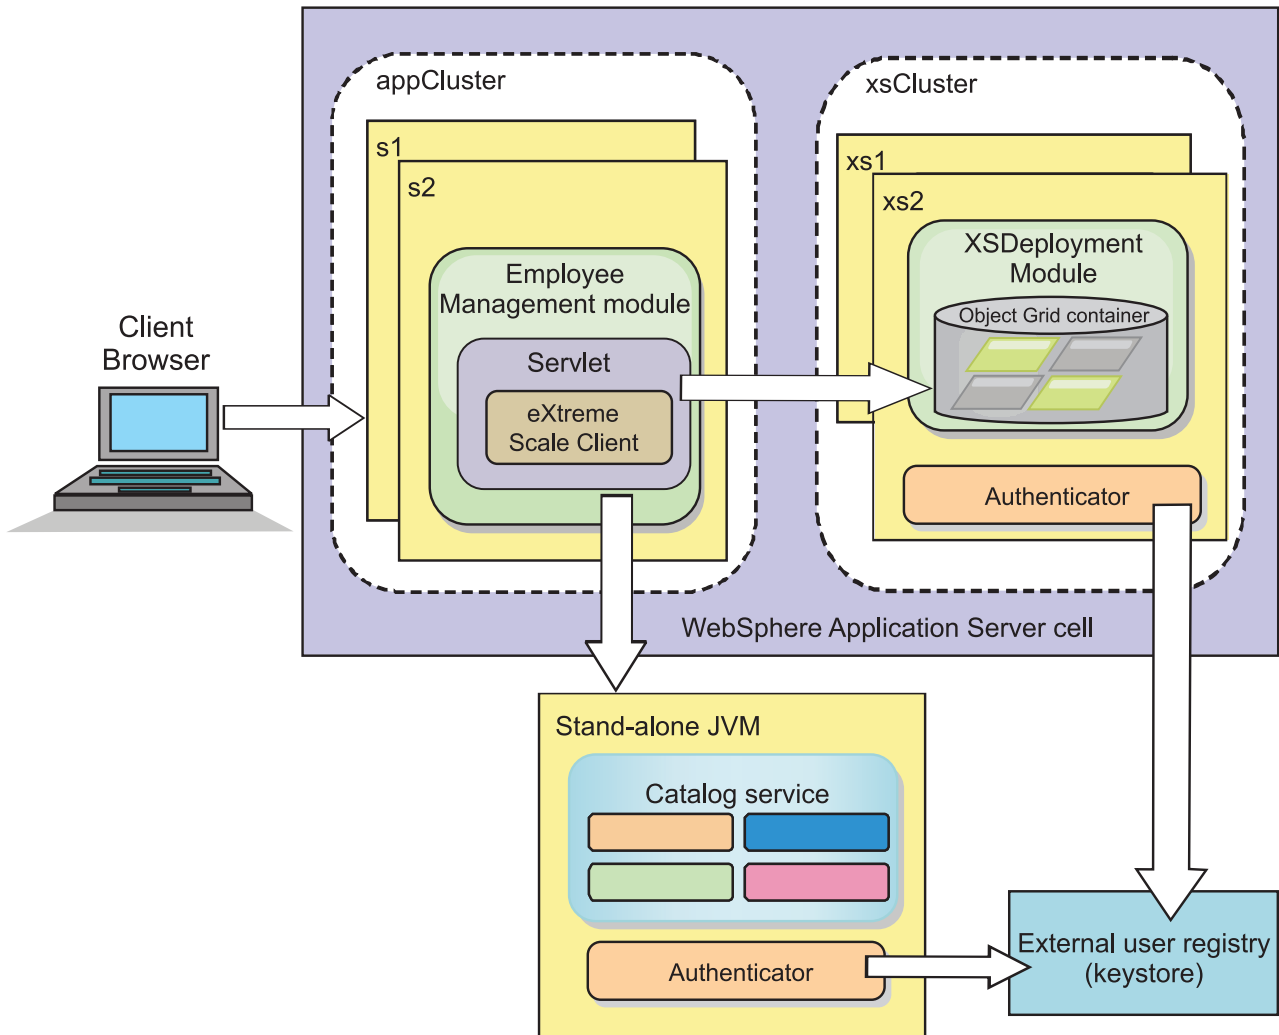 appCluster
s1
s2
Employee
Management module
Servlet
eXtreme
Scale Client
Client
Browser
xsCluster
xs1
xs2
XSDeployment
Module
Object Grid container
Authenticator
WebSphere Application Server cell
Stand-alone JVM
Catalog service
Authenticator
External user registry
(keystore)